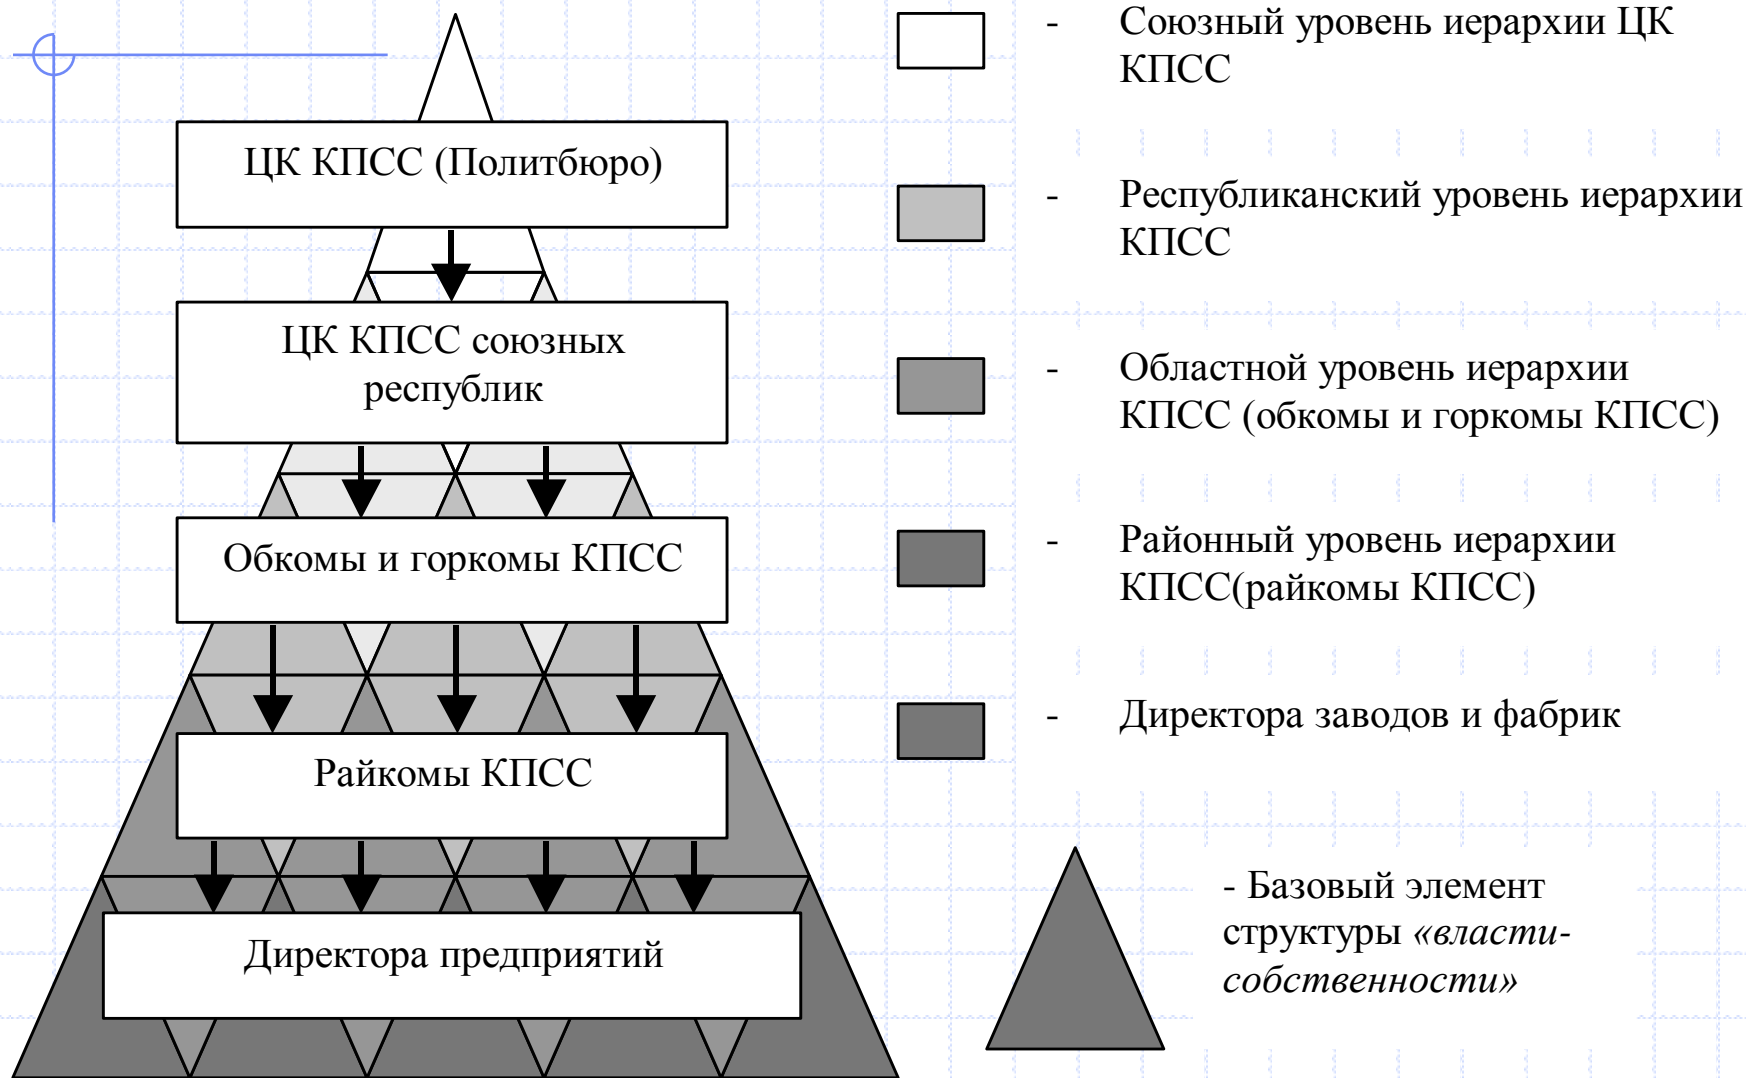 ЦК КПСС (Политбюро)
ЦК КПСС союзных
республик
Обкомы и горкомы КПСС
Райкомы КПСС
Директора предприятий
- Союзный уровень иерархии ЦК
КПСС
- Республиканский уровень иерархии
КПСС
- Областной уровень иерархии
КПСС (обкомы и горкомы КПСС)
- Районный уровень иерархии
КПСС(райкомы КПСС)
- Директора заводов и фабрик
- Базовый элемент
структуры «власти-
собственности»